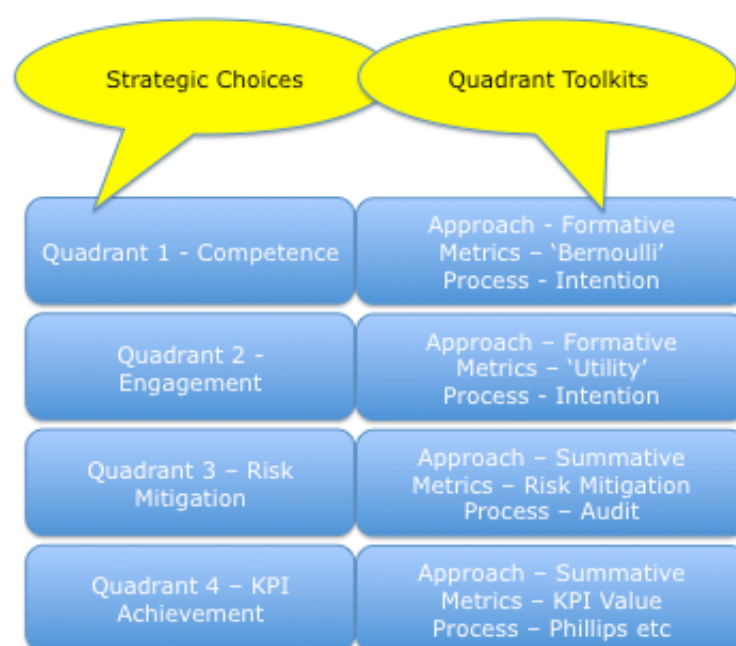 Strategic Choices
Quadrant Toolkits
Quadrant 1 - Competence
Approach - Formative
Metrics – ‘Bernoulli’
Process - Intention
Quadrant 2 -
Engagement
Approach – Formative
Metrics – ‘Utility’
Process - Intention
Quadrant 3 – Risk
Mitigation
Approach – Summative
Metrics – Risk Mitigation
Process – Audit
Quadrant 4 – KPI
Achievement
Approach – Summative
Metrics – KPI Value
Process – Phillips etc